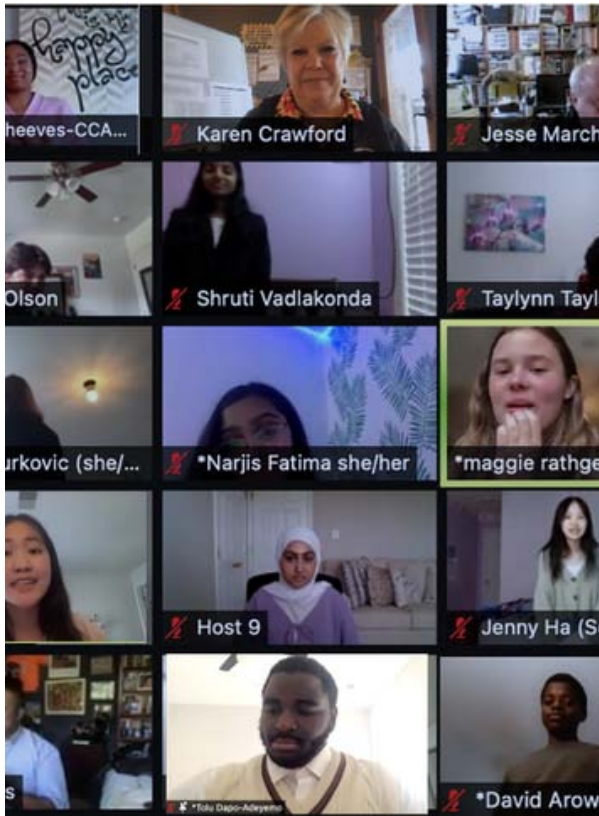 happy
place
heeves-CCA...
Karen Crawford
Jesse March
Olson
Shruti Vadlakonda
Taylynn Tayl
urkovic (she/...
*Narjis Fatima she/her
*maggie rathge
Host 9
Jenny Ha (S
s
*Tolu Dapo-Adeyemo
*David Arow